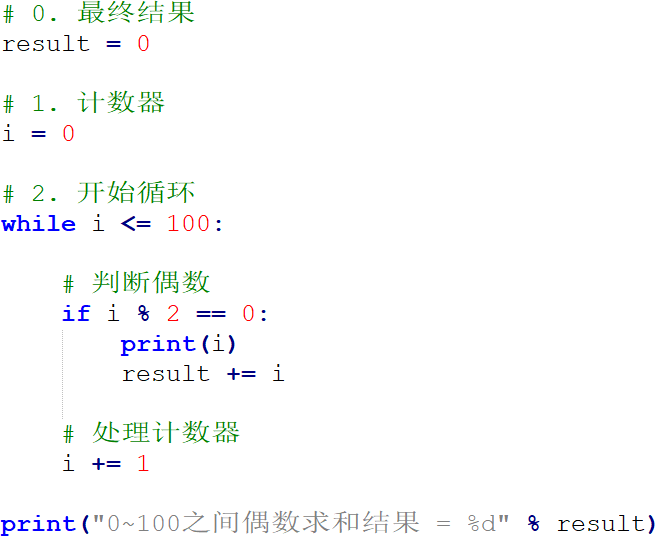 # 0. 最终结果
result = 0
# 1. 计数器
i = 0
# 2. 开始循环
while i <= 100:
    # 判断偶数
    if i % 2 == 0:
        print(i)
        result += i
    # 处理计数器
    i += 1
print("0~100之间偶数求和结果 = %d" % result)